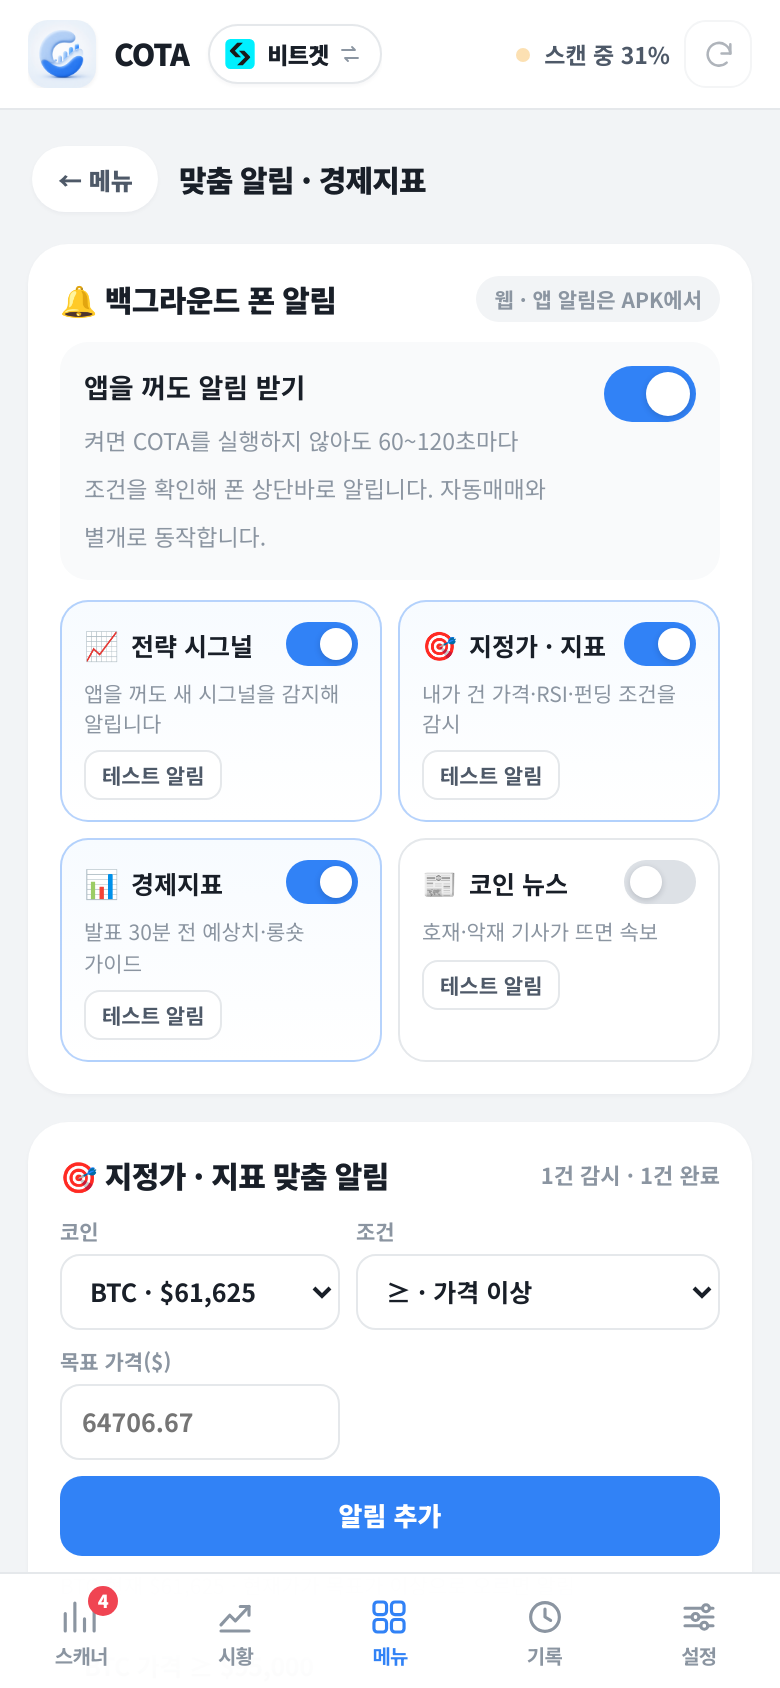 COTA
비트겟
스캔 중 31%
← 메뉴
맞춤 알림 · 경제지표
백그라운드 폰 알림
웹 · 앱 알림은 APK에서
앱을 꺼도 알림 받기
켜면 COTA를 실행하지 않아도 60~120초마다
조건을 확인해 폰 상단바로 알립니다. 자동매매와
별개로 동작합니다.
전략 시그널
앱을 꺼도 새 시그널을 감지해
알립니다
테스트 알림
지정가 · 지표
내가 건 가격·RSI·펀딩 조건을
감시
테스트 알림
경제지표
발표 30분 전 예상치·롱숏
가이드
테스트 알림
코인 뉴스
호재·악재 기사가 뜨면 속보
테스트 알림
지정가 · 지표 맞춤 알림
1건 감시 · 1건 완료
코인
조건
BTC · $61,625
≥ · 가격 이상
목표 가격($)
64706.67
알림 추가
4
스캐너
시황
메뉴
기록
설정